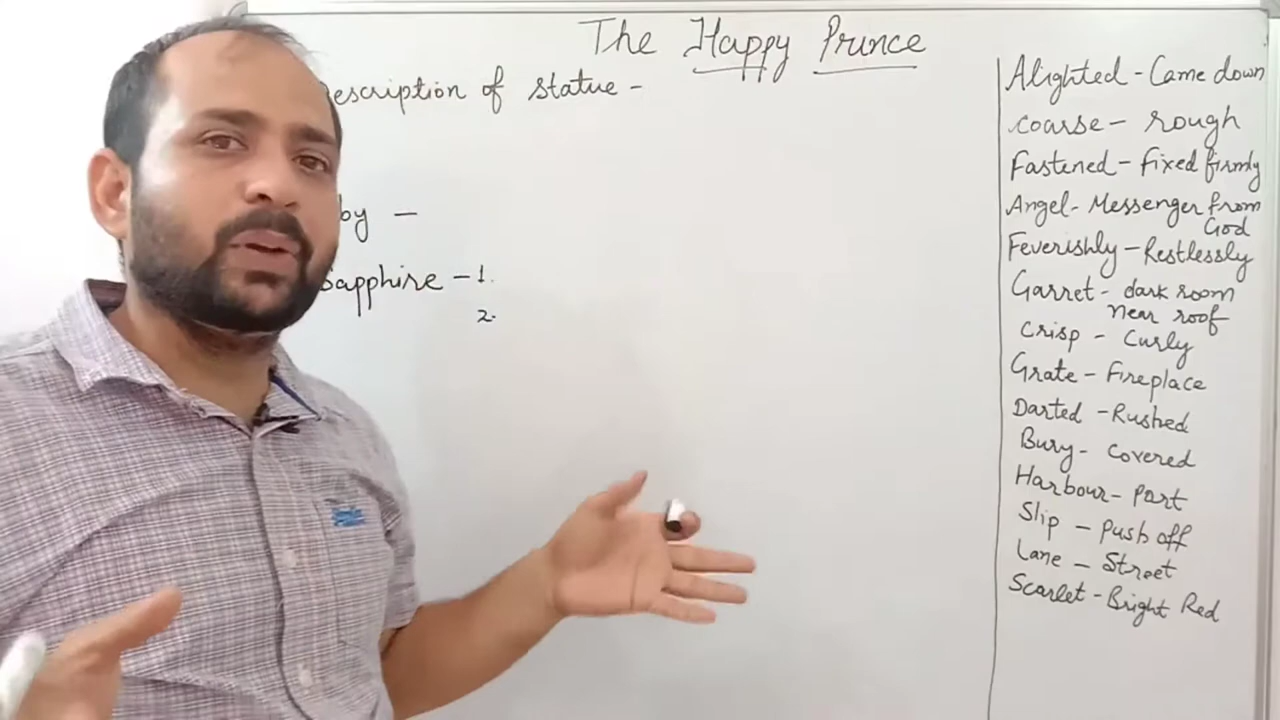 The Happy Prince
escription of statue -
by -
Sapphire - 1.
2.
Alighted - Came down
Coarse - rough
Fastened - fixed firmly
Angel - Messenger from
God
Feverishly - Restlessly
Garret - dark room
near roof
Crisp - Curly
Grate - Fireplace
Darted - Rushed
Bury - Covered
Harbour - Port
Slip - Push off
Lane - Street
Scarlet - Bright Red